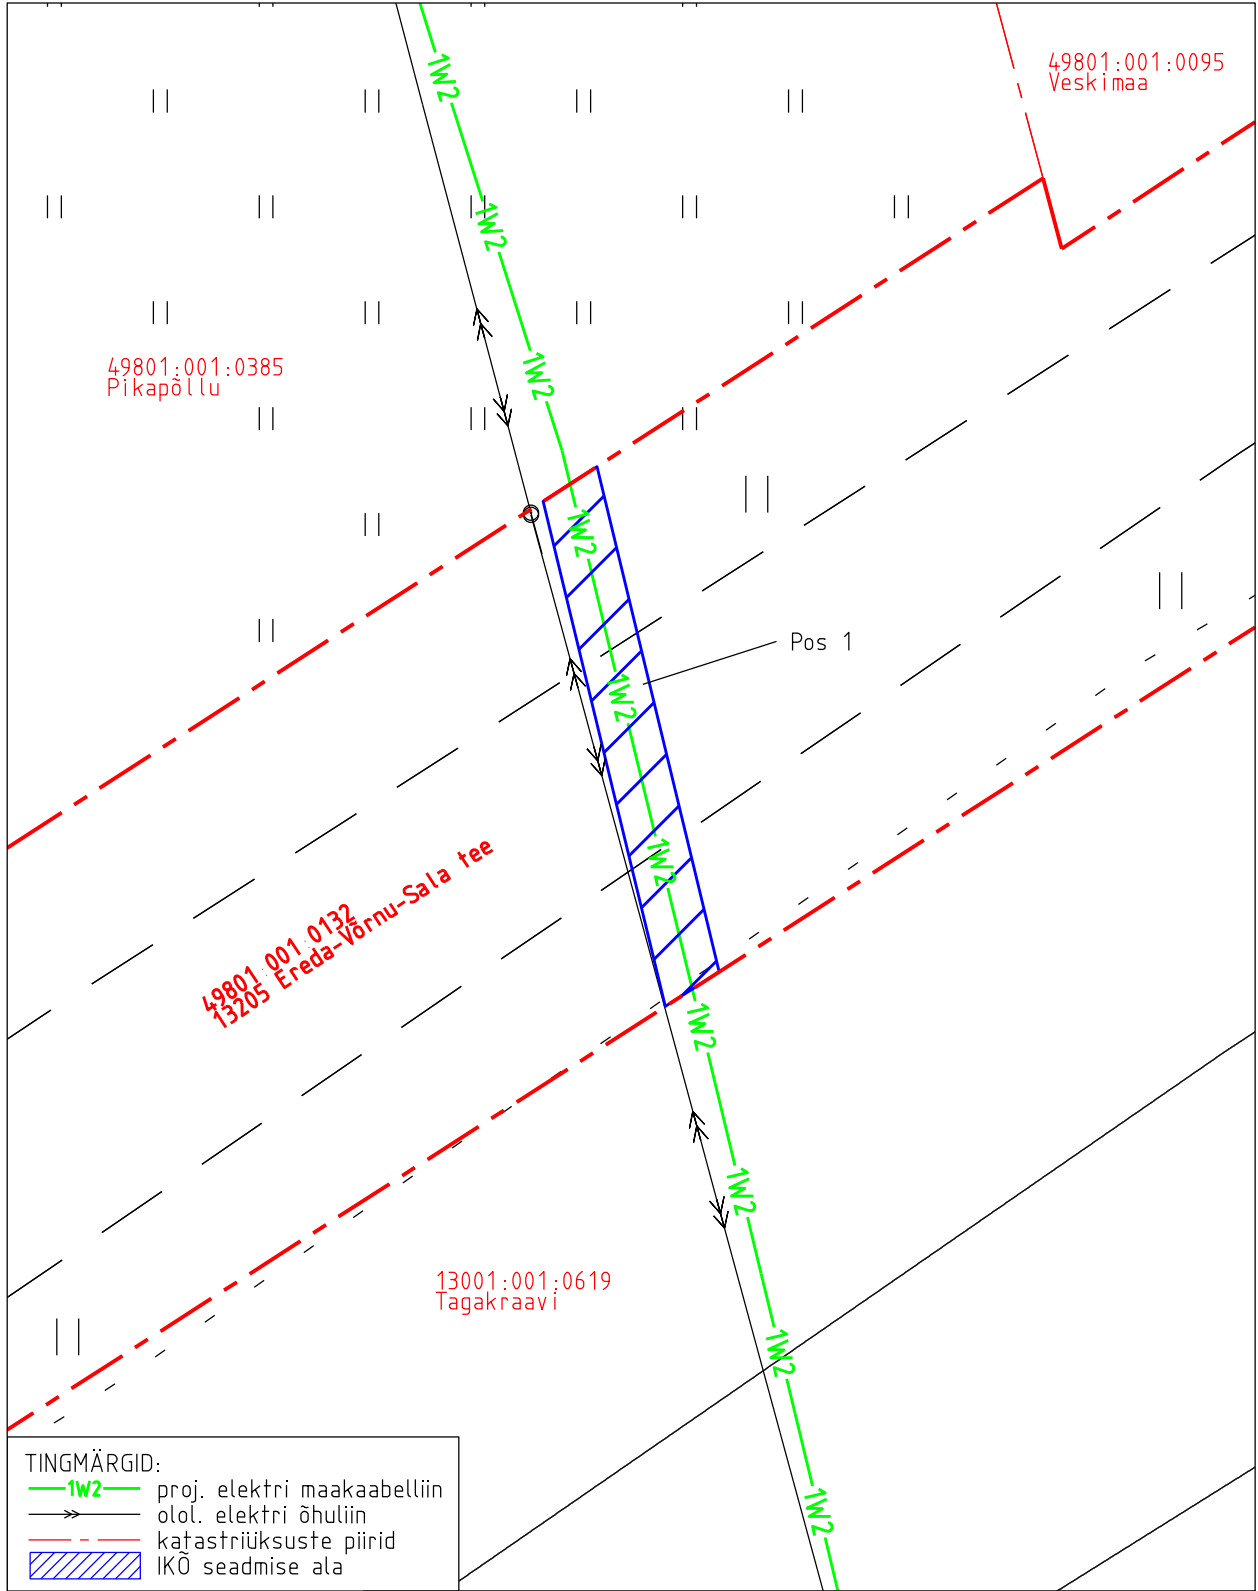 49801:001:0095
Veskimaa
1W2
1W2
1W2
49801:001:0385
Pikapõllu
1W2
Pos 1
1W2
1W2
49801:001:0132
13205 Ereda-Võrnu-Sala tee
1W2
1W2
13001:001:0619
Tagakraavi
1W2
1W2
TINGMÄRGID:
1W2 proj. elektri maakaabelliin
olol. elektri õhuliin
katastriüksuste piirid
IKÕ seadmise ala